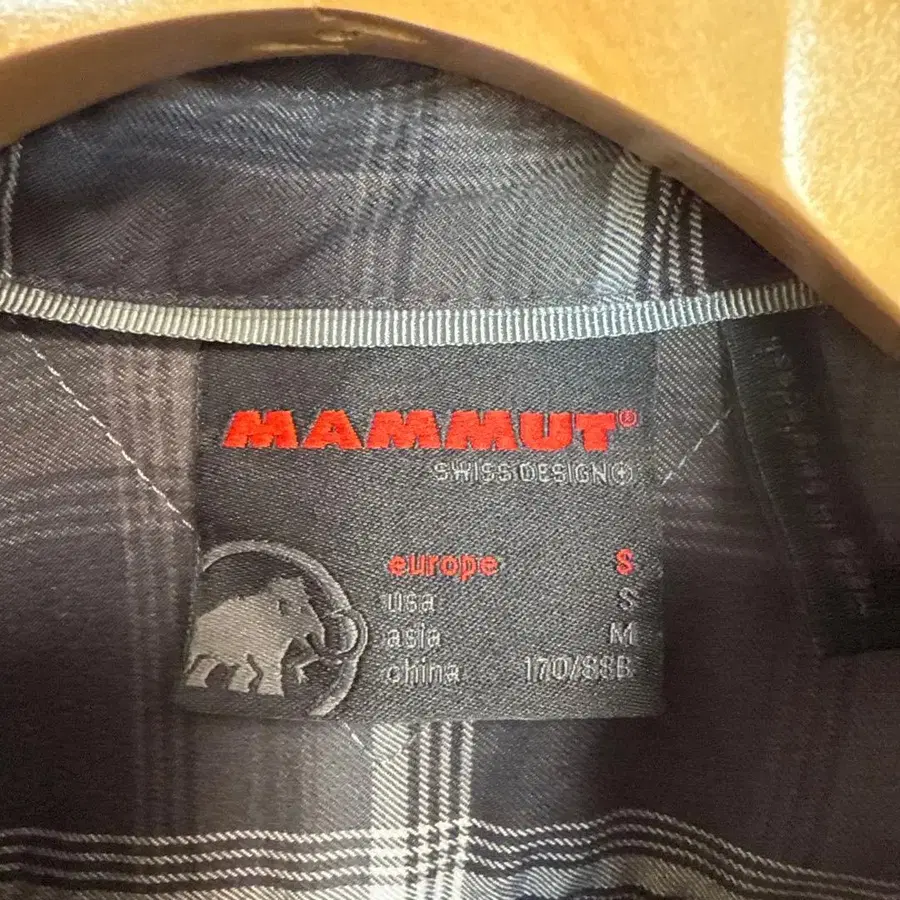 MAMMUT®
SWISS DESIGN
europe S
usa S
asia M
china 170/88B